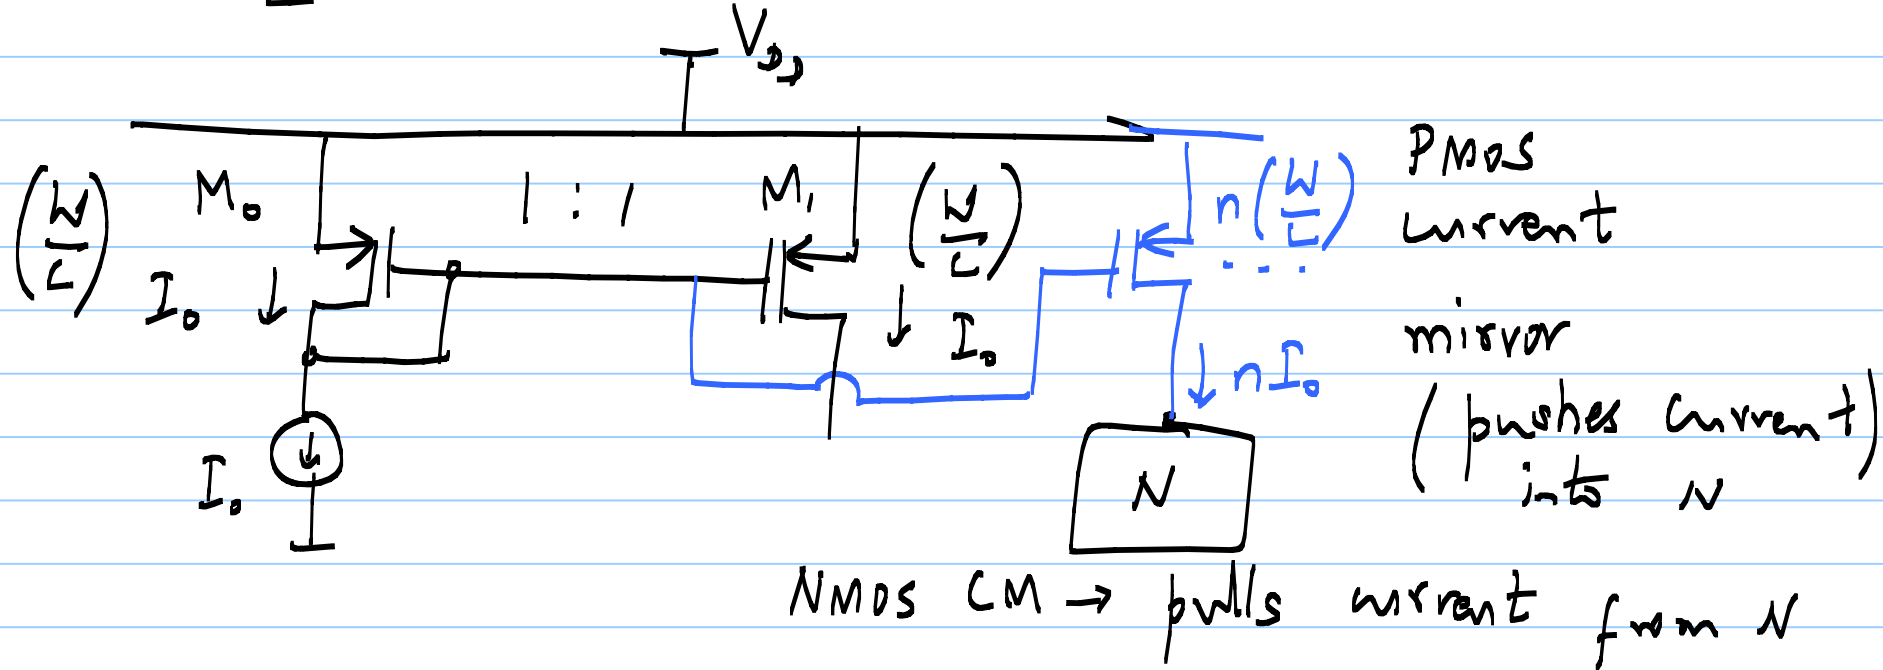 V_DD
(W/L) M₀ 1 : 1 M₁ (W/L) n(W/L) PMOS
. . . current
I₀ I₀ mirror
nI₀
(pushes current)
I₀ N into N
NMOS CM → pulls current from N